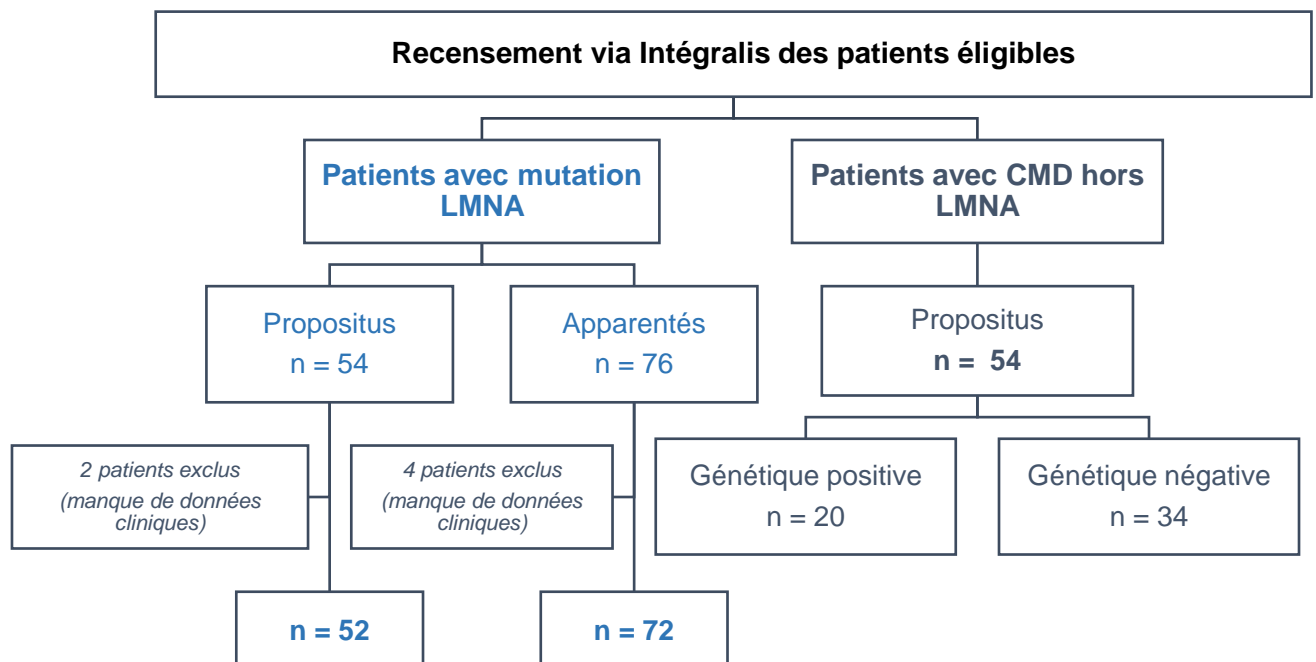 Recensement via Intégralis des patients éligibles
Patients avec mutation
LMNA
Patients avec CMD hors
LMNA
Propositus
n = 54
Apparentés
n = 76
Propositus
n = 54
2 patients exclus
(manque de données
cliniques)
4 patients exclus
(manque de données
cliniques)
Génétique positive
n = 20
Génétique négative
n = 34
n = 52
n = 72